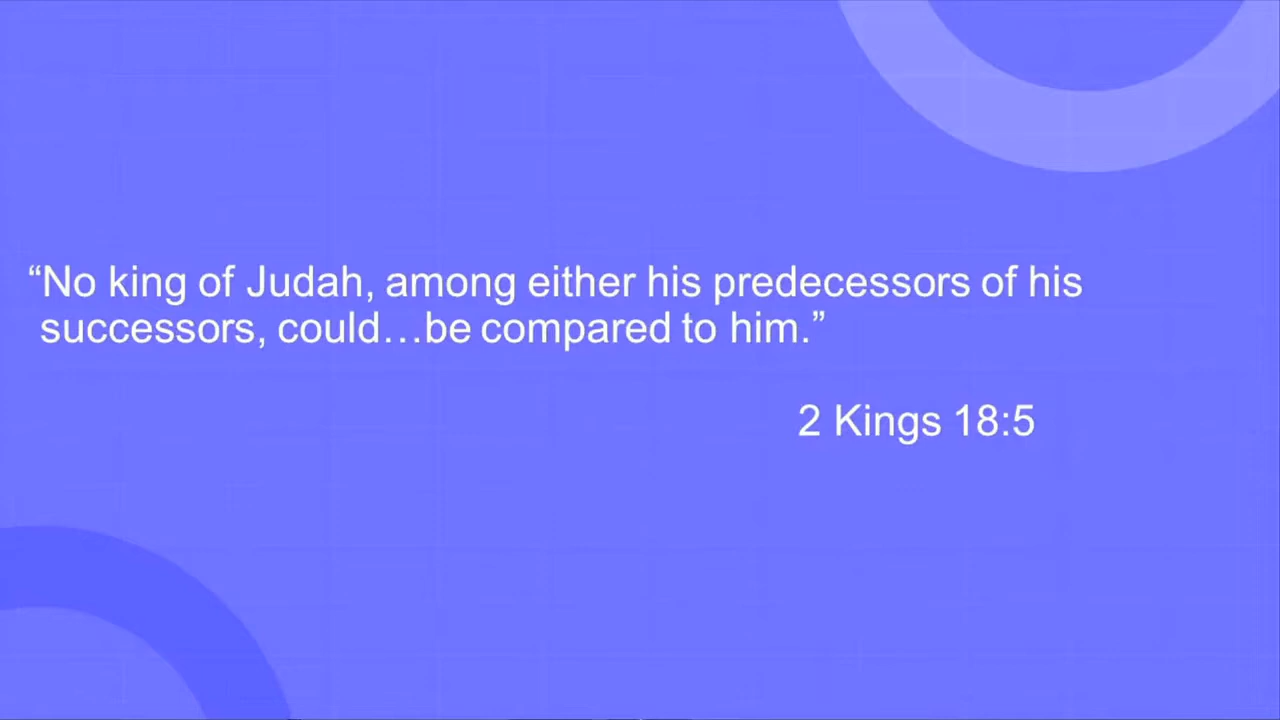 “No king of Judah, among either his predecessors of his
successors, could…be compared to him.”
2 Kings 18:5